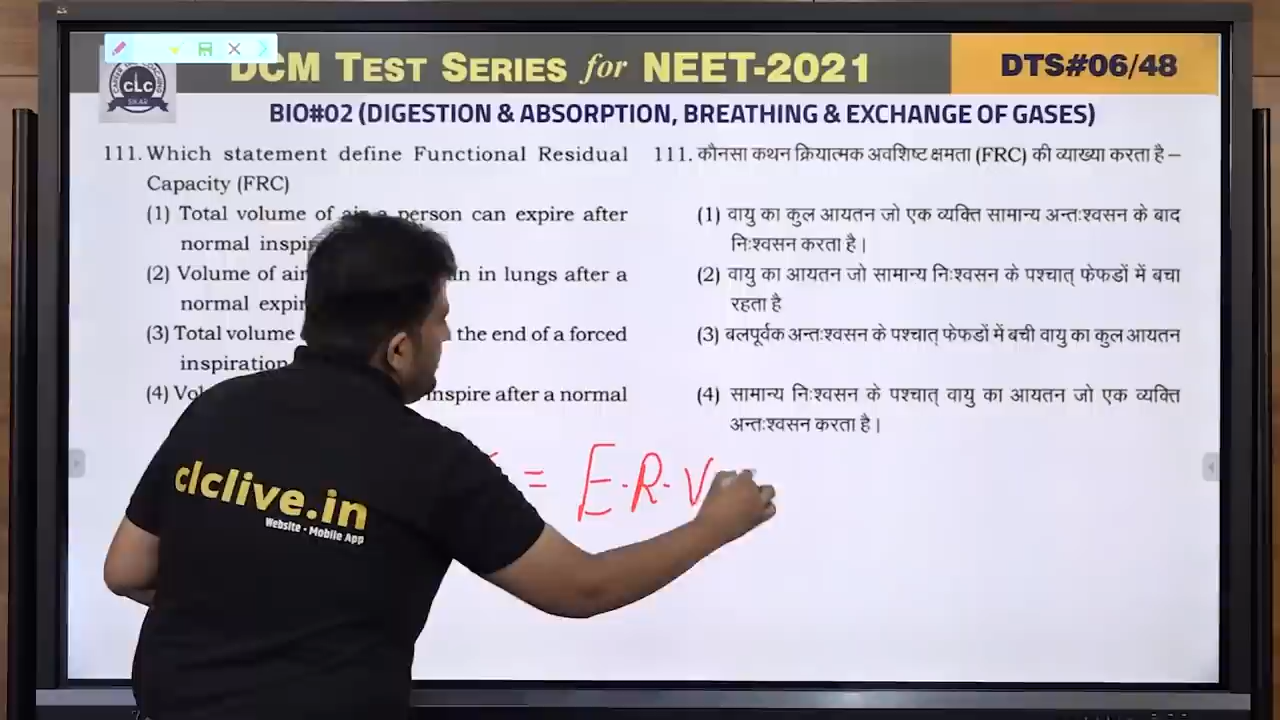 DCM TEST SERIES for NEET-2021
DTS#06/48
CLC
SIKAR
BIO#02 (DIGESTION & ABSORPTION, BREATHING & EXCHANGE OF GASES)
111. Which statement define Functional Residual
Capacity (FRC)
(1) Total volume of air a person can expire after
normal
(2) Volume of air in lungs after a
normal
(3) Total volume the end of a forced
inspiration
(4) inspire after a normal
111. कौनसा कथन क्रियात्मक अवशिष्ट क्षमता (FRC) की व्याख्या करता है –
(1) वायु का कुल आयतन जो एक व्यक्ति सामान्य अन्तःश्वसन के बाद
निःश्वसन करता है।
(2) वायु का आयतन जो सामान्य निःश्वसन के पश्चात् फेफडों में बचा
रहता है
(3) बलपूर्वक अन्तःश्वसन के पश्चात् फेफडों में बची वायु का कुल आयतन
(4) सामान्य निःश्वसन के पश्चात् वायु का आयतन जो एक व्यक्ति
अन्तःश्वसन करता है।
= E.R.V
clclive.in
Website - Mobile App